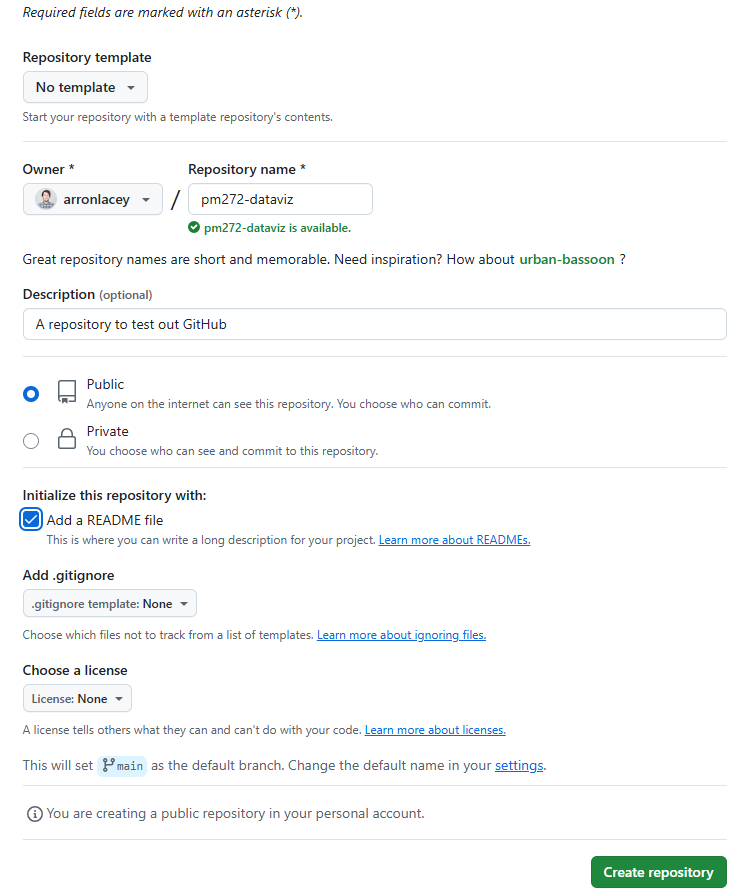 Required fields are marked with an asterisk (*).
Repository template
No template
Start your repository with a template repository's contents.
Owner *
Repository name *
arronlacey
/
pm272-dataviz
pm272-dataviz is available.
Great repository names are short and memorable. Need inspiration? How about urban-bassoon ?
Description (optional)
A repository to test out GitHub
Public
Anyone on the internet can see this repository. You choose who can commit.
Private
You choose who can see and commit to this repository.
Initialize this repository with:
Add a README file
This is where you can write a long description for your project. Learn more about READMEs.
Add .gitignore
.gitignore template: None
Choose which files not to track from a list of templates. Learn more about ignoring files.
Choose a license
License: None
A license tells others what they can and can't do with your code. Learn more about licenses.
This will set main as the default branch. Change the default name in your settings.
You are creating a public repository in your personal account.
Create repository